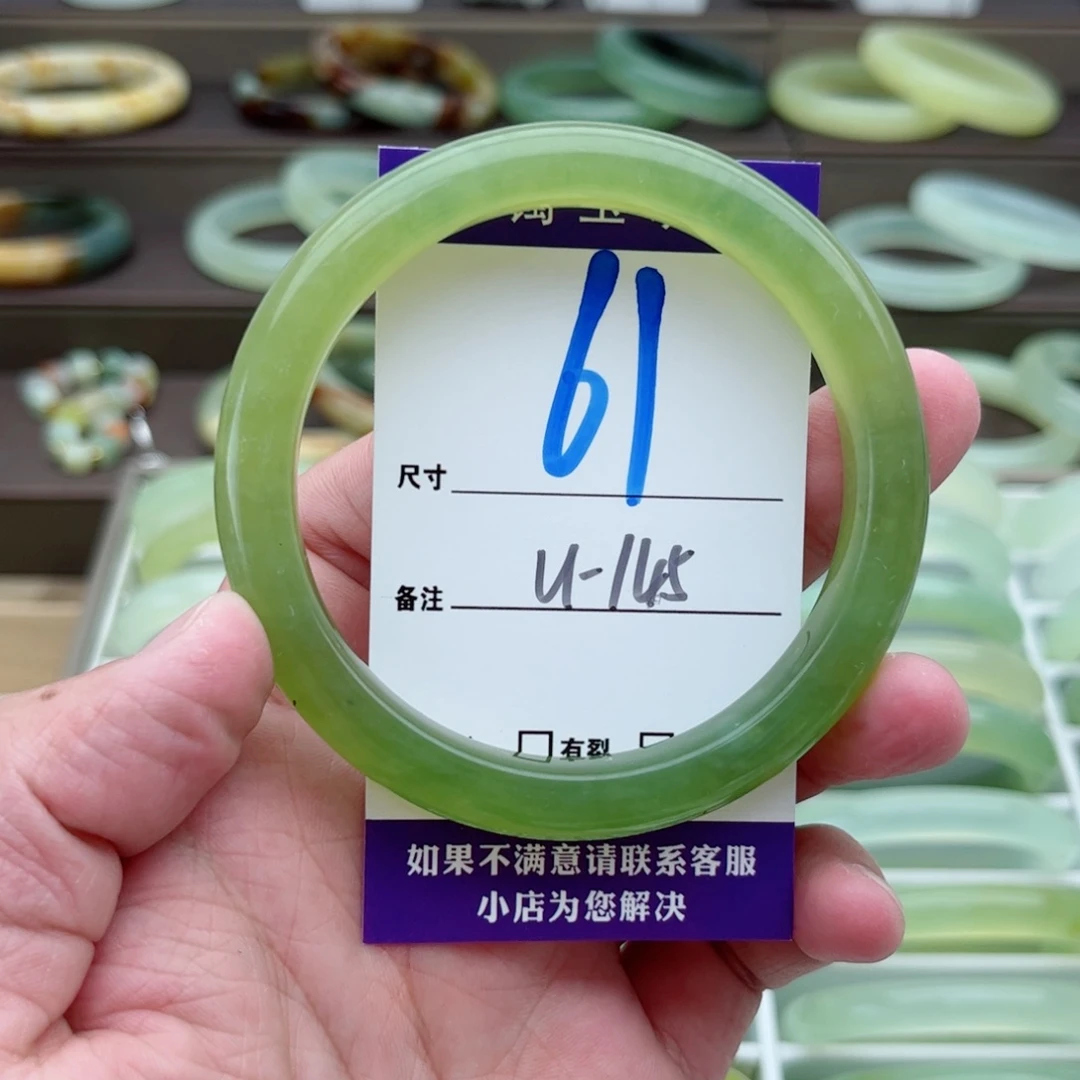 61
尺寸
备注 U-145
有裂
如果不满意请联系客服
小店为您解决